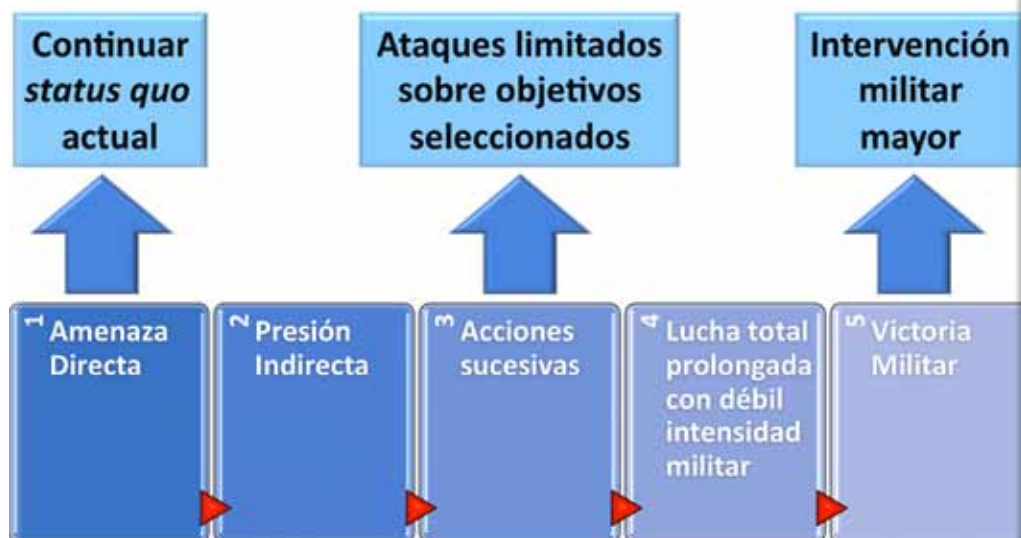 Continuar
status quo
actual
Ataques limitados
sobre objetivos
seleccionados
Intervención
militar
mayor
1 Amenaza
Directa
2 Presión
Indirecta
3 Acciones
sucesivas
4 Lucha total
prolongada
con débil
intensidad
militar
5 Victoria
Militar